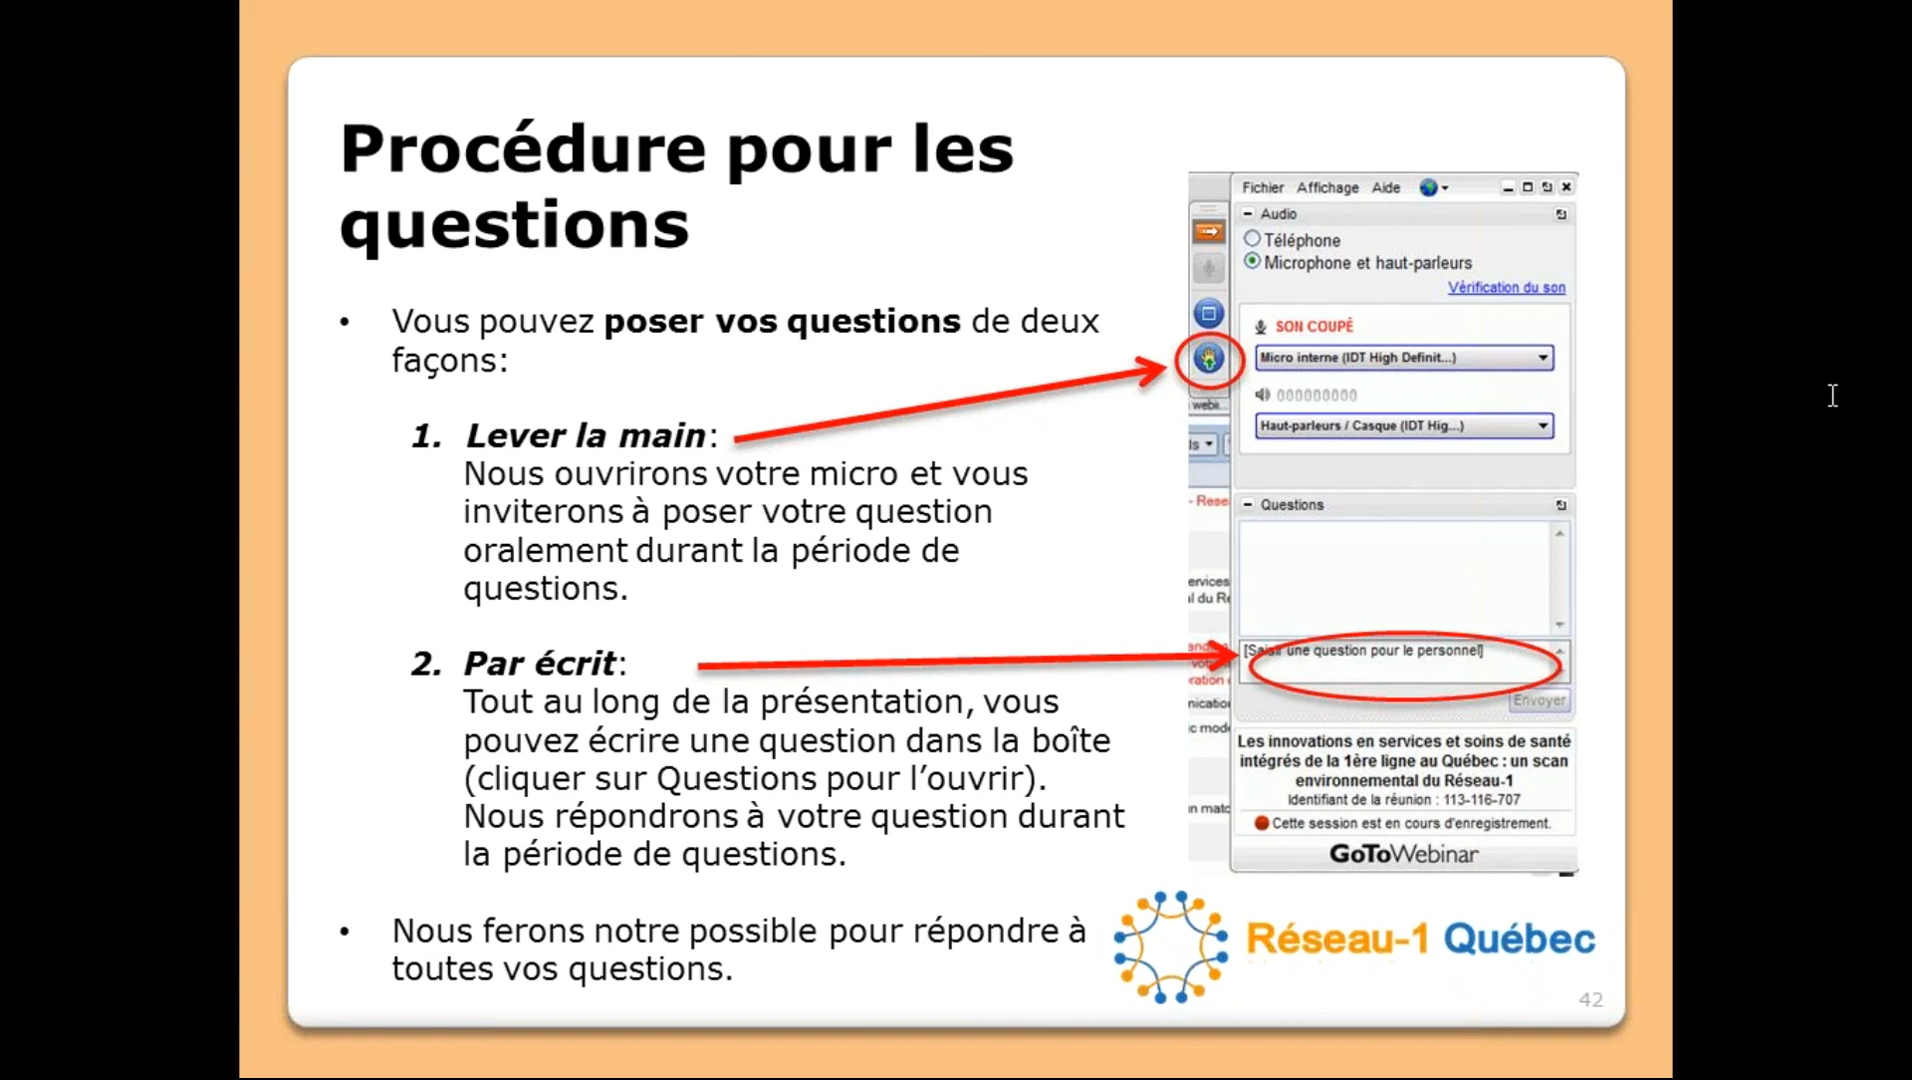 Procédure pour les
questions
• Vous pouvez poser vos questions de deux
façons:
1. Lever la main:
Nous ouvrirons votre micro et vous
inviterons à poser votre question
oralement durant la période de
questions.
2. Par écrit:
Tout au long de la présentation, vous
pouvez écrire une question dans la boîte
(cliquer sur Questions pour l’ouvrir).
Nous répondrons à votre question durant
la période de questions.
• Nous ferons notre possible pour répondre à
toutes vos questions.
Fichier Affichage Aide
Audio
Téléphone
Microphone et haut-parleurs
Vérification du son
SON COUPÉ
Micro interne (IDT High Definit...)
000000000
Haut-parleurs / Casque (IDT Hig...)
Questions
[Saisir une question pour le personnel]
Envoyer
Les innovations en services et soins de santé
intégrés de la 1ère ligne au Québec : un scan
environnemental du Réseau-1
Identifiant de la réunion : 113-116-707
Cette session est en cours d'enregistrement.
GoToWebinar
Réseau-1 Québec
42